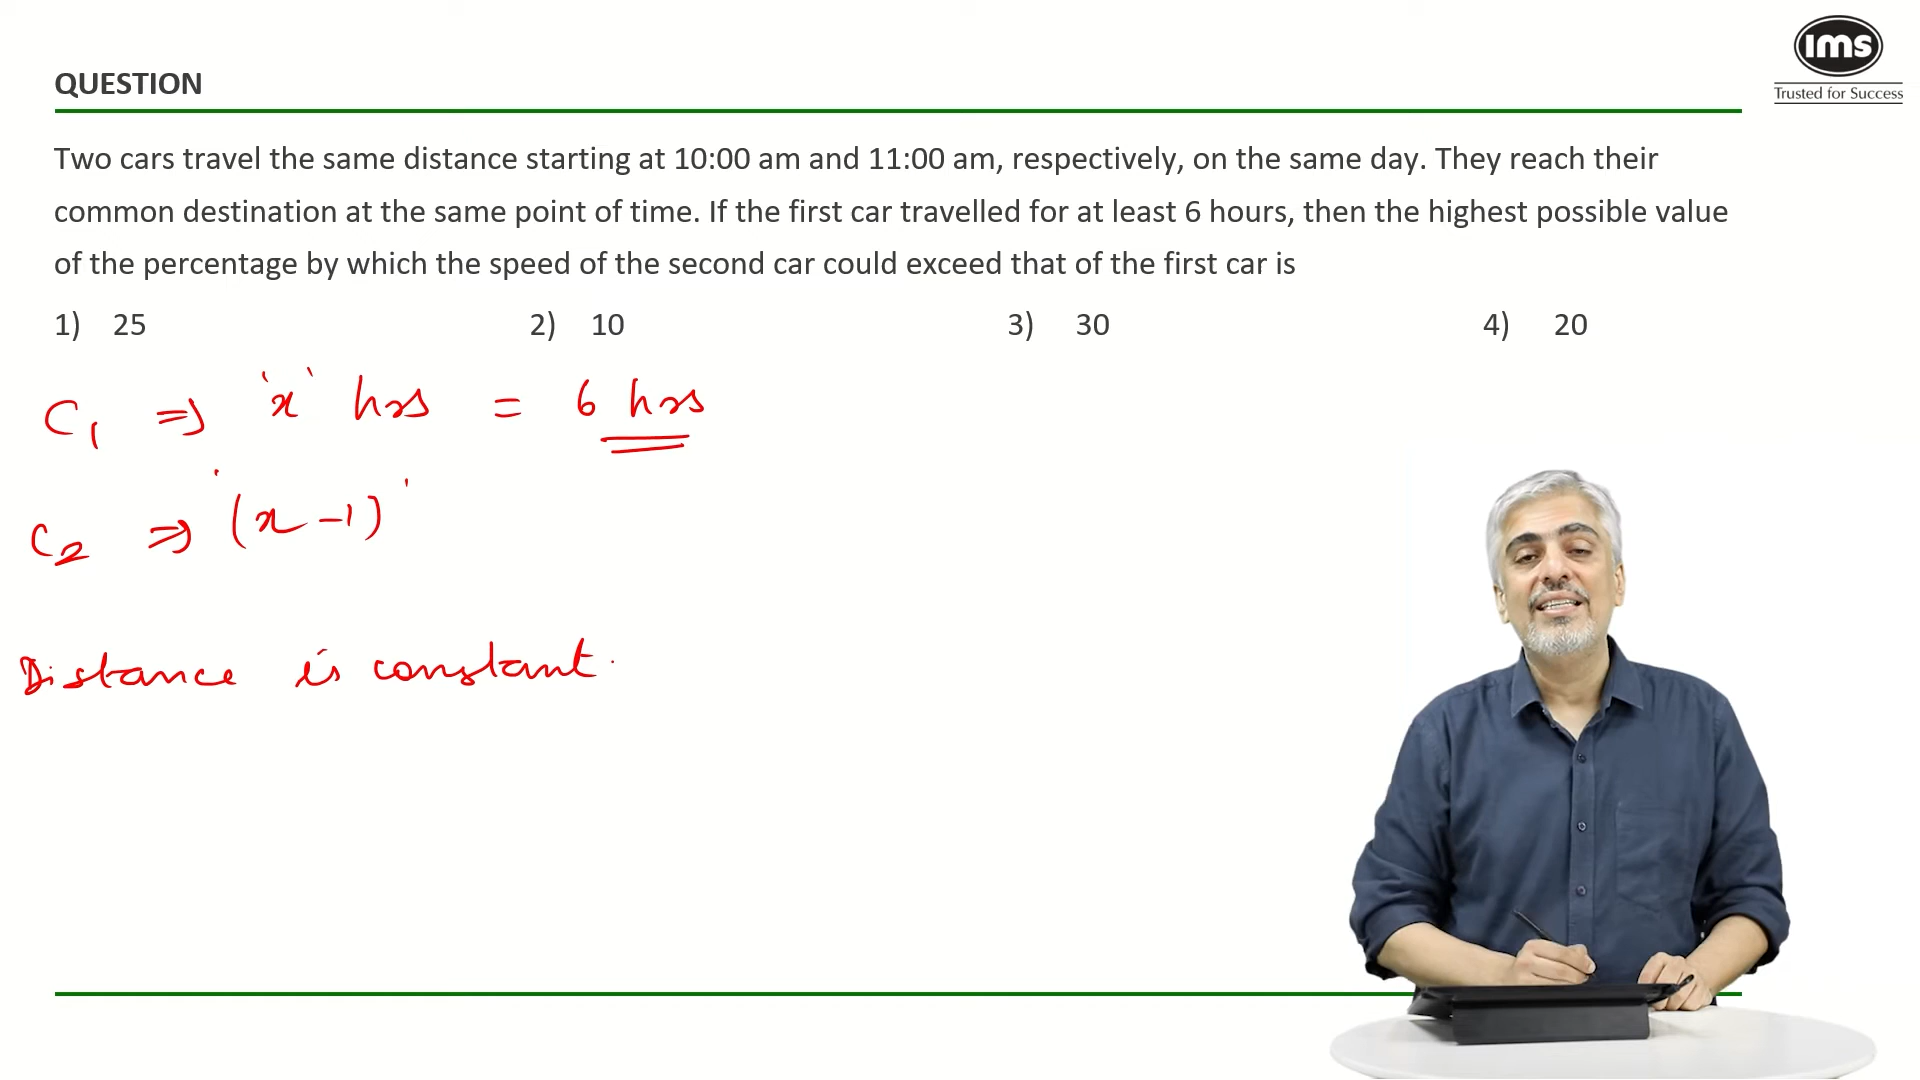 ims
Trusted for Success
QUESTION
Two cars travel the same distance starting at 10:00 am and 11:00 am, respectively, on the same day. They reach their
common destination at the same point of time. If the first car travelled for at least 6 hours, then the highest possible value
of the percentage by which the speed of the second car could exceed that of the first car is
1) 25 2) 10 3) 30 4) 20
C₁ ⇒ 'x' hrs = 6 hrs
C₂ ⇒ '(x-1)'
Distance is constant.